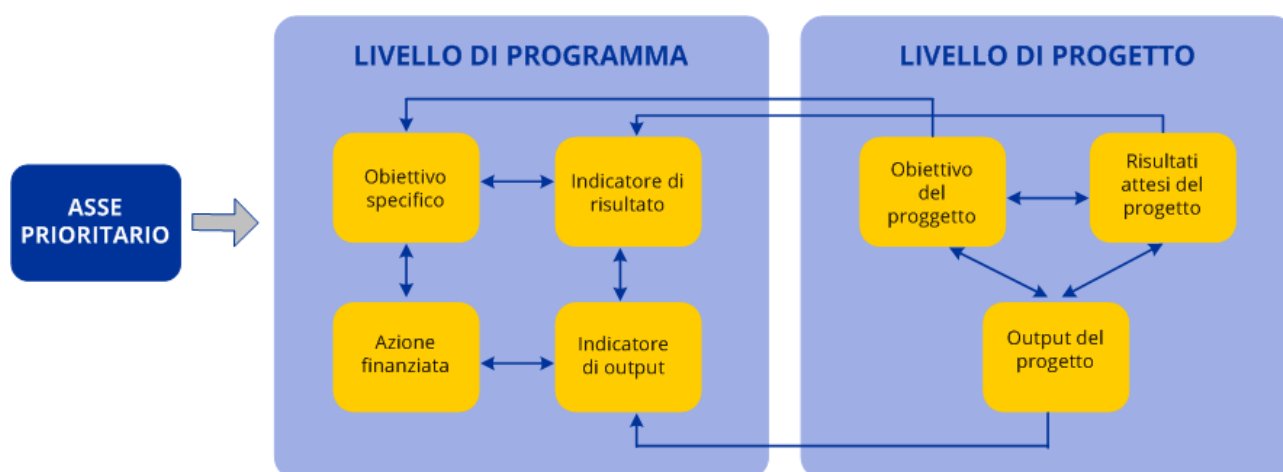 LIVELLO DI PROGRAMMA
LIVELLO DI PROGETTO
ASSE
PRIORITARIO
Obiettivo
specifico
Indicatore di
risultato
Azione
finanziata
Indicatore
di output
Obiettivo
del
proggetto
Risultati
attesi del
progetto
Output del
progetto